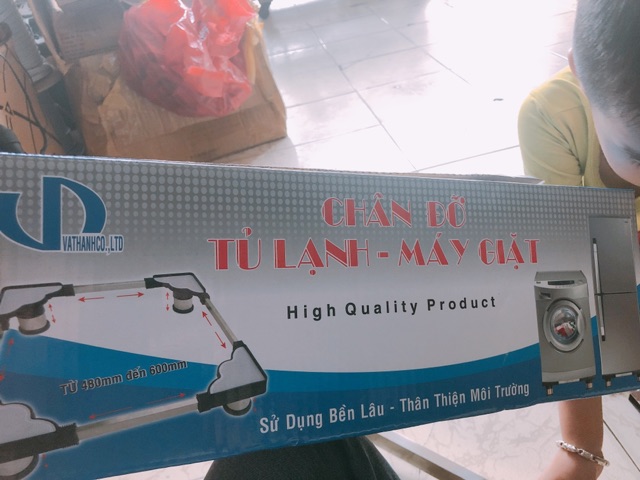 VATHANHCO.,LTD
CHÂN ĐỠ
TỦ LẠNH - MÁY GIẶT
High Quality Product
TỪ 480mm đến 600mm
Sử Dụng Bền Lâu - Thân Thiện Môi Trường